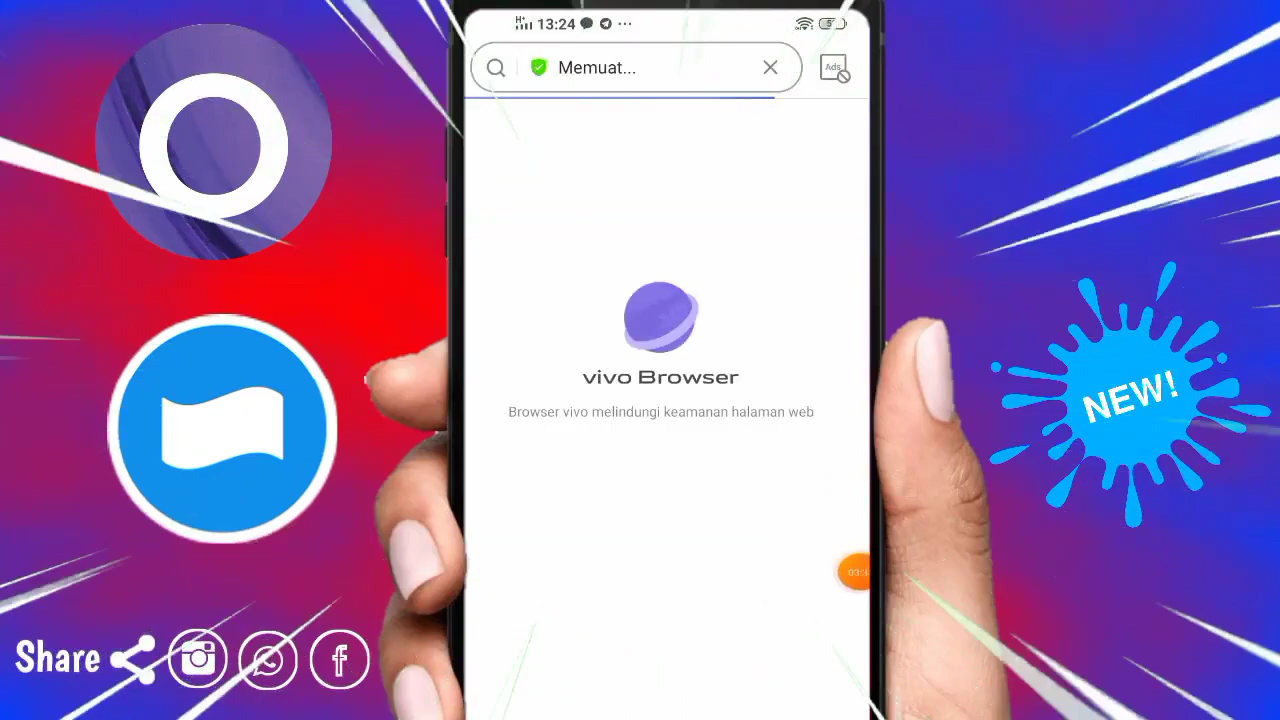 H+ 13:24 ...
Memuat...
Ads
vivo Browser
Browser vivo melindungi keamanan halaman web
NEW!
Share